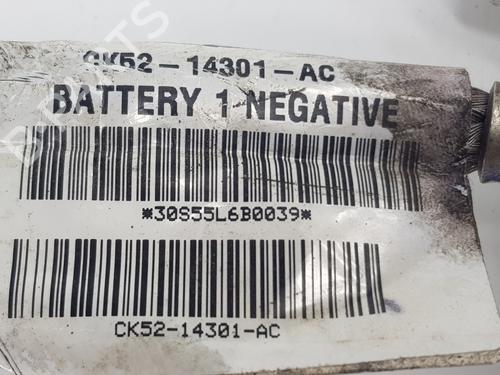 CK52-14301-AC
BATTERY 1 NEGATIVE
*30S55L6B0039*
CK52-14301-AC